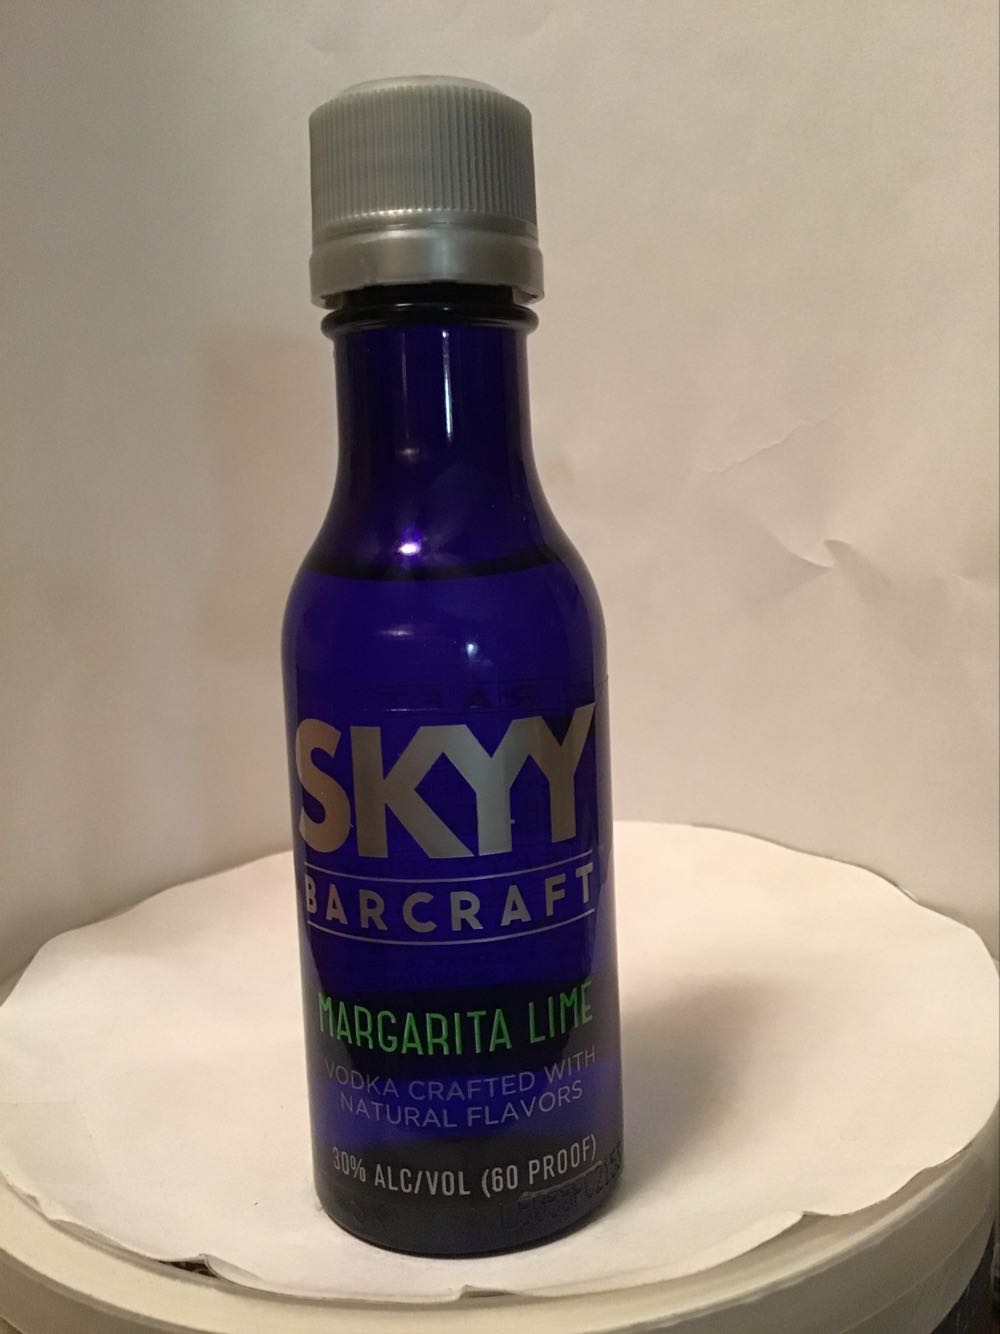 SKYY
BARCRAFT
MARGARITA LIME
VODKA CRAFTED WITH
NATURAL FLAVORS
30% ALC/VOL (60 PROOF)